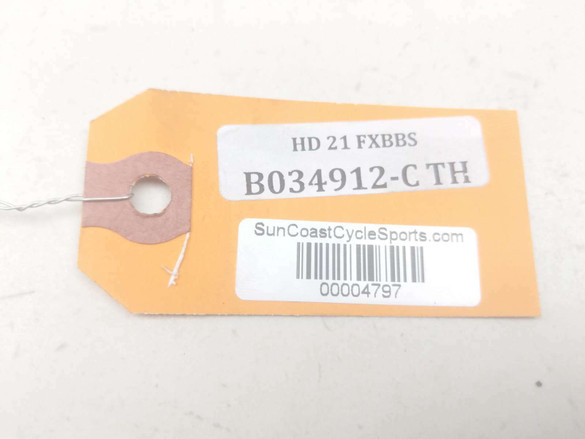 HD 21 FXBBS
B034912-C TH
SunCoastCycleSports.com
00004797